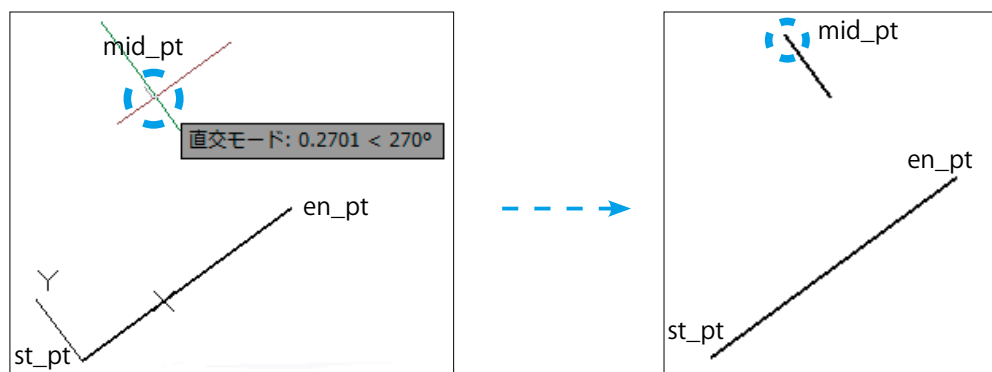 mid_pt
直交モード: 0.2701 < 270°
en_pt
Y
st_pt
mid_pt
en_pt
st_pt